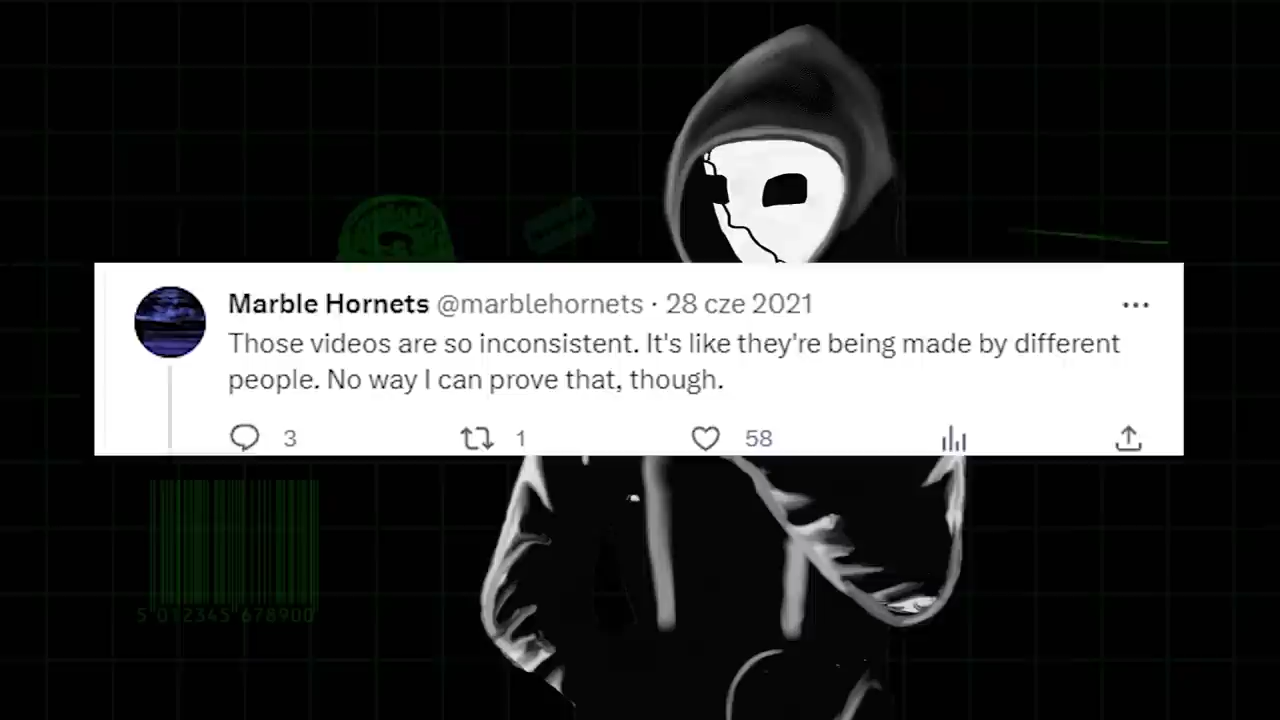 Marble Hornets @marblehornets · 28 cze 2021
Those videos are so inconsistent. It's like they're being made by different
people. No way I can prove that, though.
3 1 58
5 012345 678900